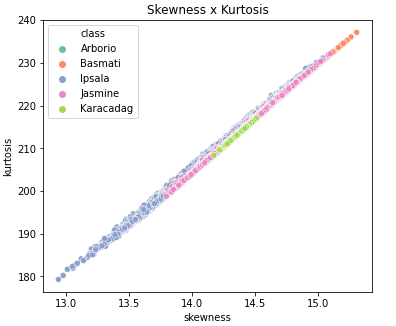 Skewness x Kurtosis
240
230
220
210
200
190
180
kurtosis
class
Arborio
Basmati
Ipsala
Jasmine
Karacadag
13.0 13.5 14.0 14.5 15.0
skewness